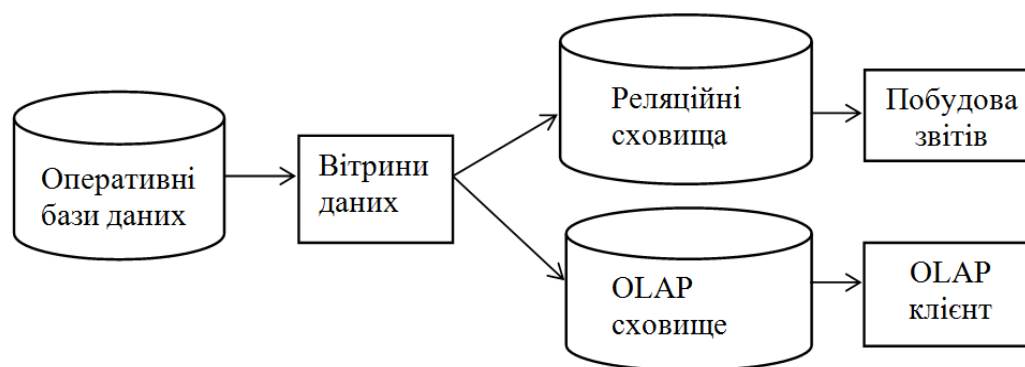 Оперативні
бази даних
Вітрини
даних
Реляційні
сховища
Побудова
звітів
OLAP
сховище
OLAP
клієнт